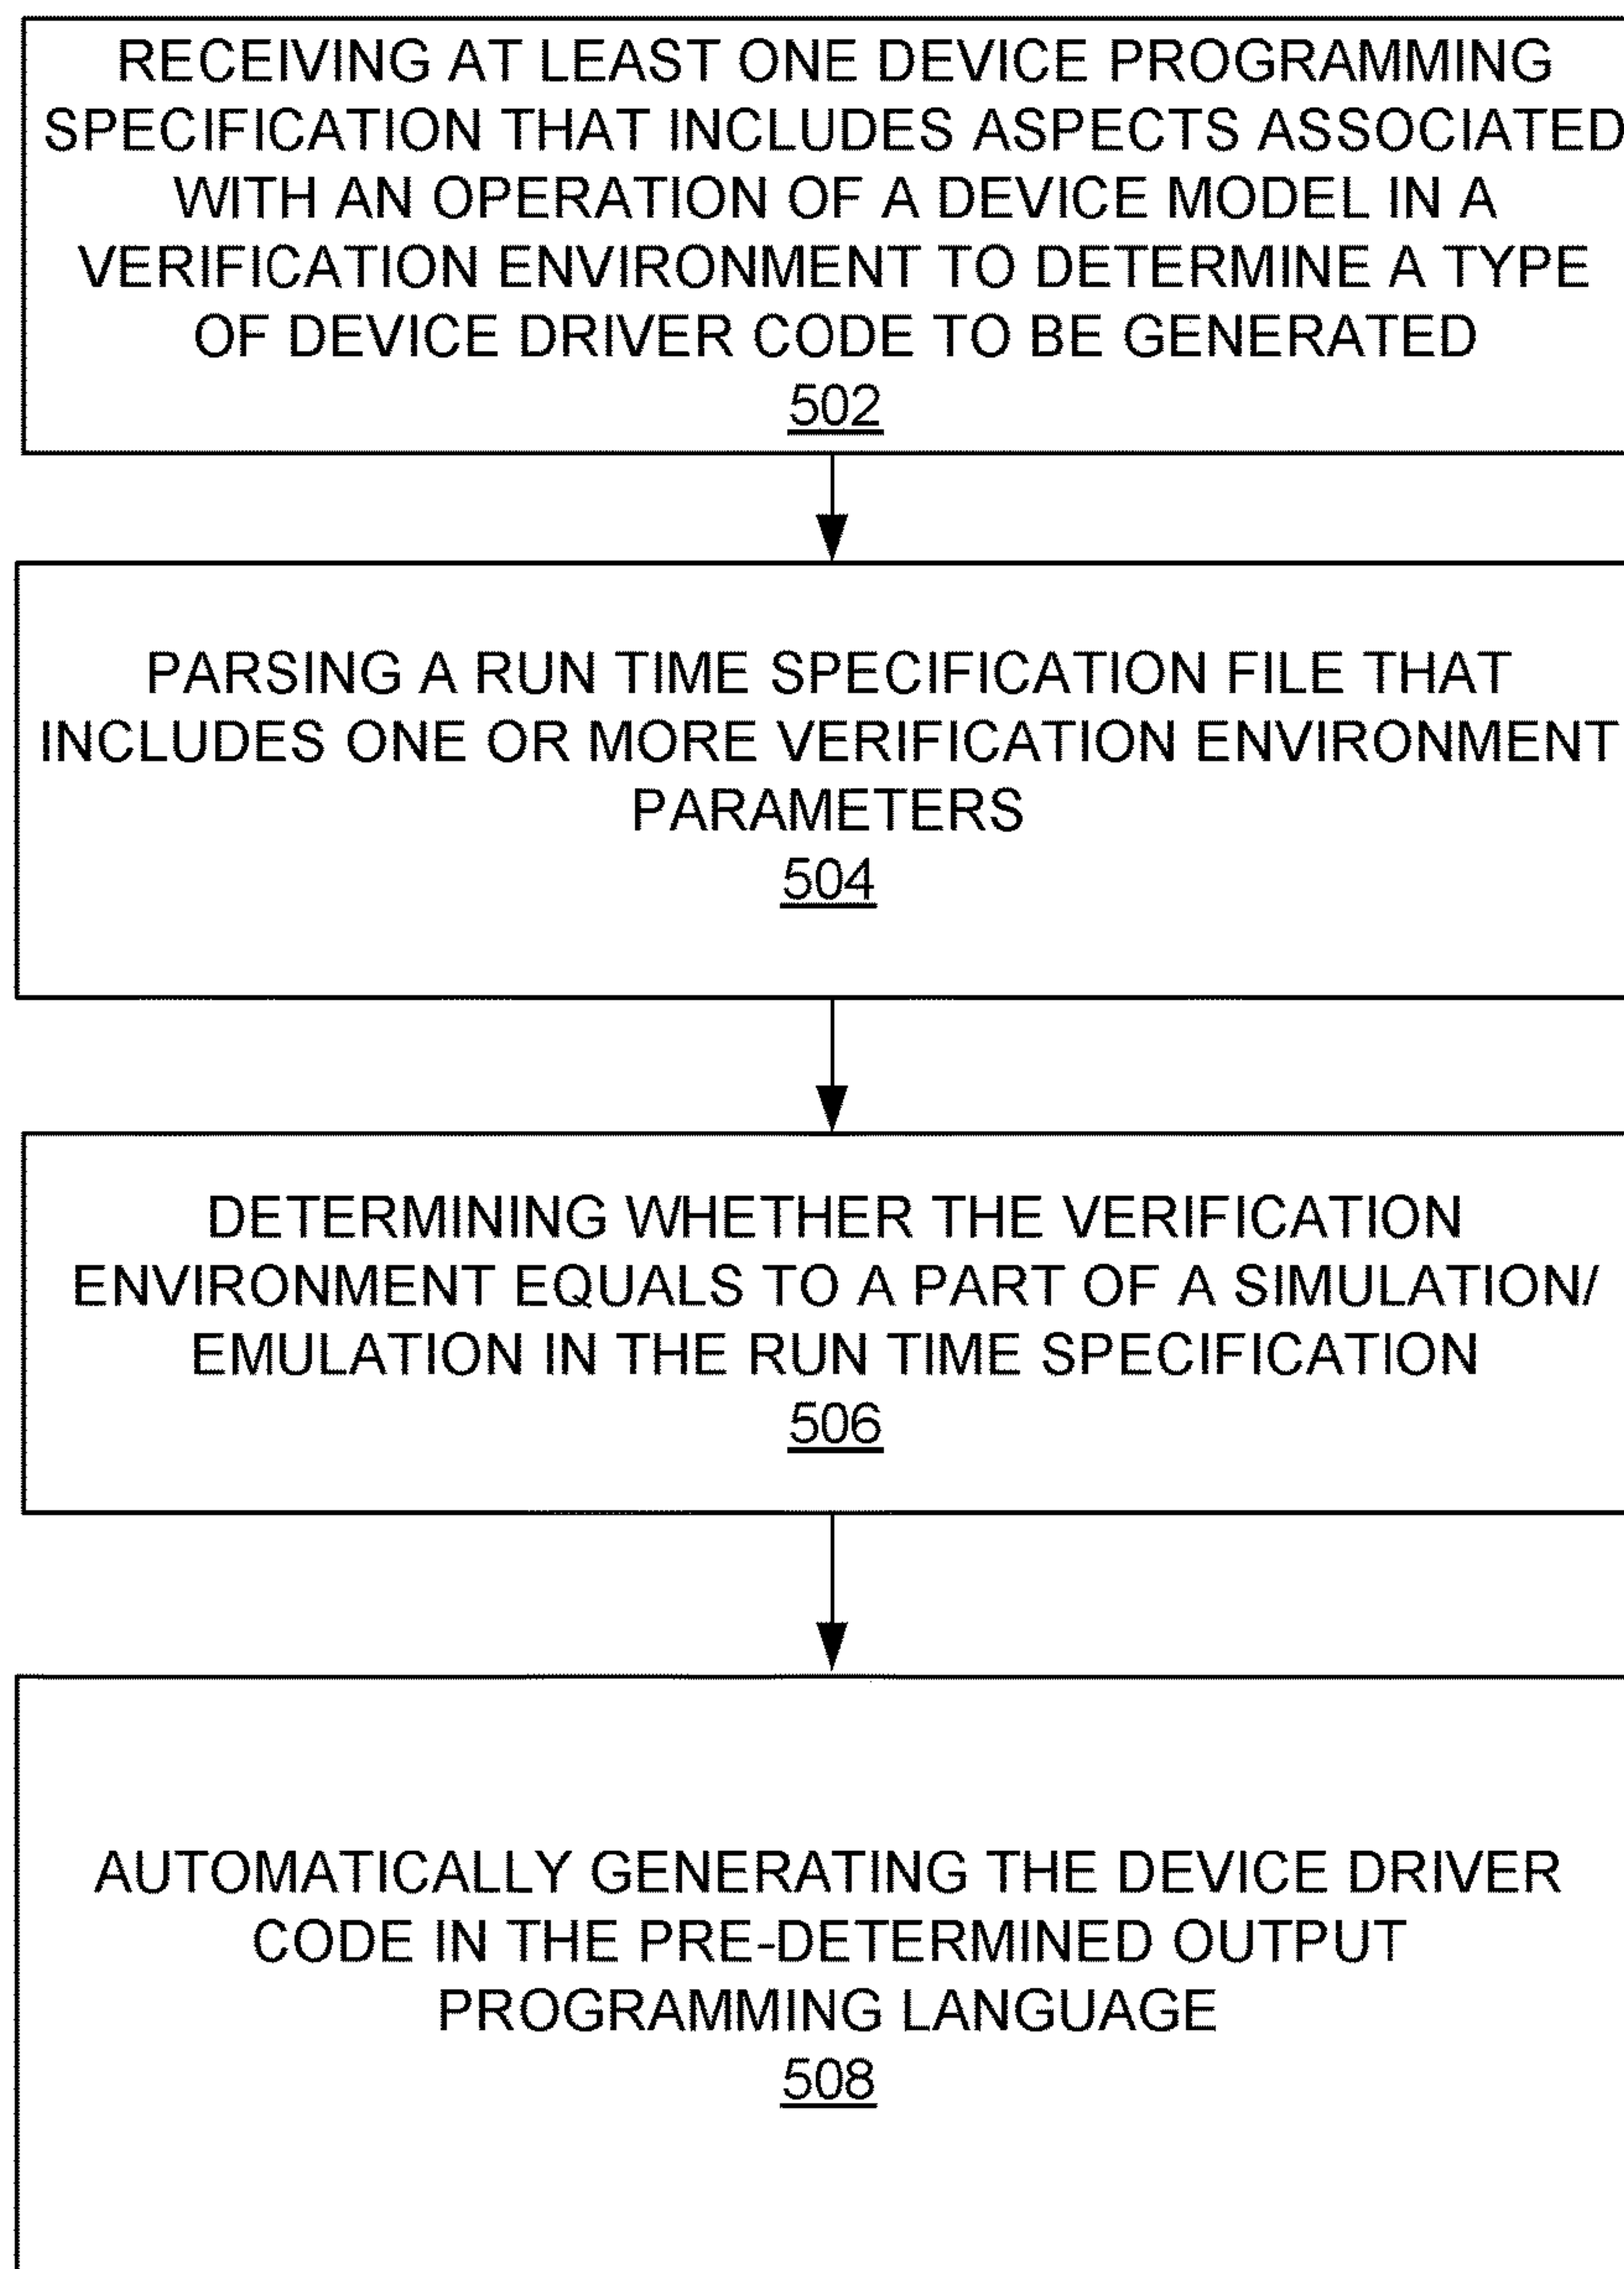 RECEIVING AT LEAST ONE DEVICE PROGRAMMING
SPECIFICATION THAT INCLUDES ASPECTS ASSOCIATED
WITH AN OPERATION OF A DEVICE MODEL IN A
VERIFICATION ENVIRONMENT TO DETERMINE A TYPE
OF DEVICE DRIVER CODE TO BE GENERATED
502
PARSING A RUN TIME SPECIFICATION FILE THAT
INCLUDES ONE OR MORE VERIFICATION ENVIRONMENT
PARAMETERS
504
DETERMINING WHETHER THE VERIFICATION
ENVIRONMENT EQUALS TO A PART OF A SIMULATION/
EMULATION IN THE RUN TIME SPECIFICATION
506
AUTOMATICALLY GENERATING THE DEVICE DRIVER
CODE IN THE PRE-DETERMINED OUTPUT
PROGRAMMING LANGUAGE
508